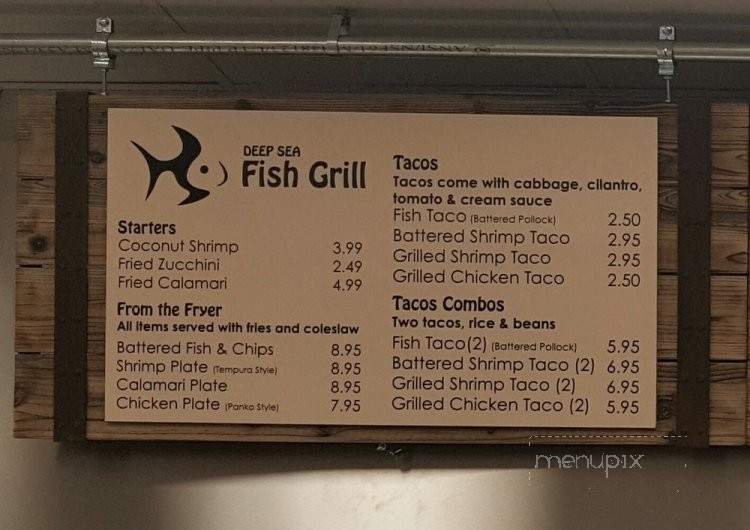 DEEP SEA
Fish Grill
Starters
Coconut Shrimp 3.99
Fried Zucchini 2.49
Fried Calamari 4.99
From the Fryer
All items served with fries and coleslaw
Battered Fish & Chips 8.95
Shrimp Plate (Tempura Style) 8.95
Calamari Plate 8.95
Chicken Plate (Panko Style) 7.95
Tacos
Tacos come with cabbage, cilantro,
tomato & cream sauce
Fish Taco (Battered Pollock) 2.50
Battered Shrimp Taco 2.95
Grilled Shrimp Taco 2.95
Grilled Chicken Taco 2.50
Tacos Combos
Two tacos, rice & beans
Fish Taco(2) (Battered Pollock) 5.95
Battered Shrimp Taco (2) 6.95
Grilled Shrimp Taco (2) 6.95
Grilled Chicken Taco (2) 5.95
menupix